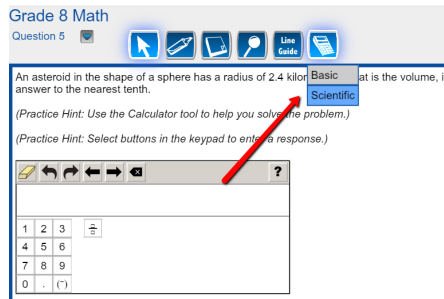 Grade 8 Math
Question 5
Line
Guide
Basic
Scientific
An asteroid in the shape of a sphere has a radius of 2.4 at is the volume, i
answer to the nearest tenth.
(Practice Hint: Use the Calculator tool to help you solve the problem.)
(Practice Hint: Select buttons in the keypad to enter a response.)
?
1 2 3
4 5 6
7 8 9
0 . (-)